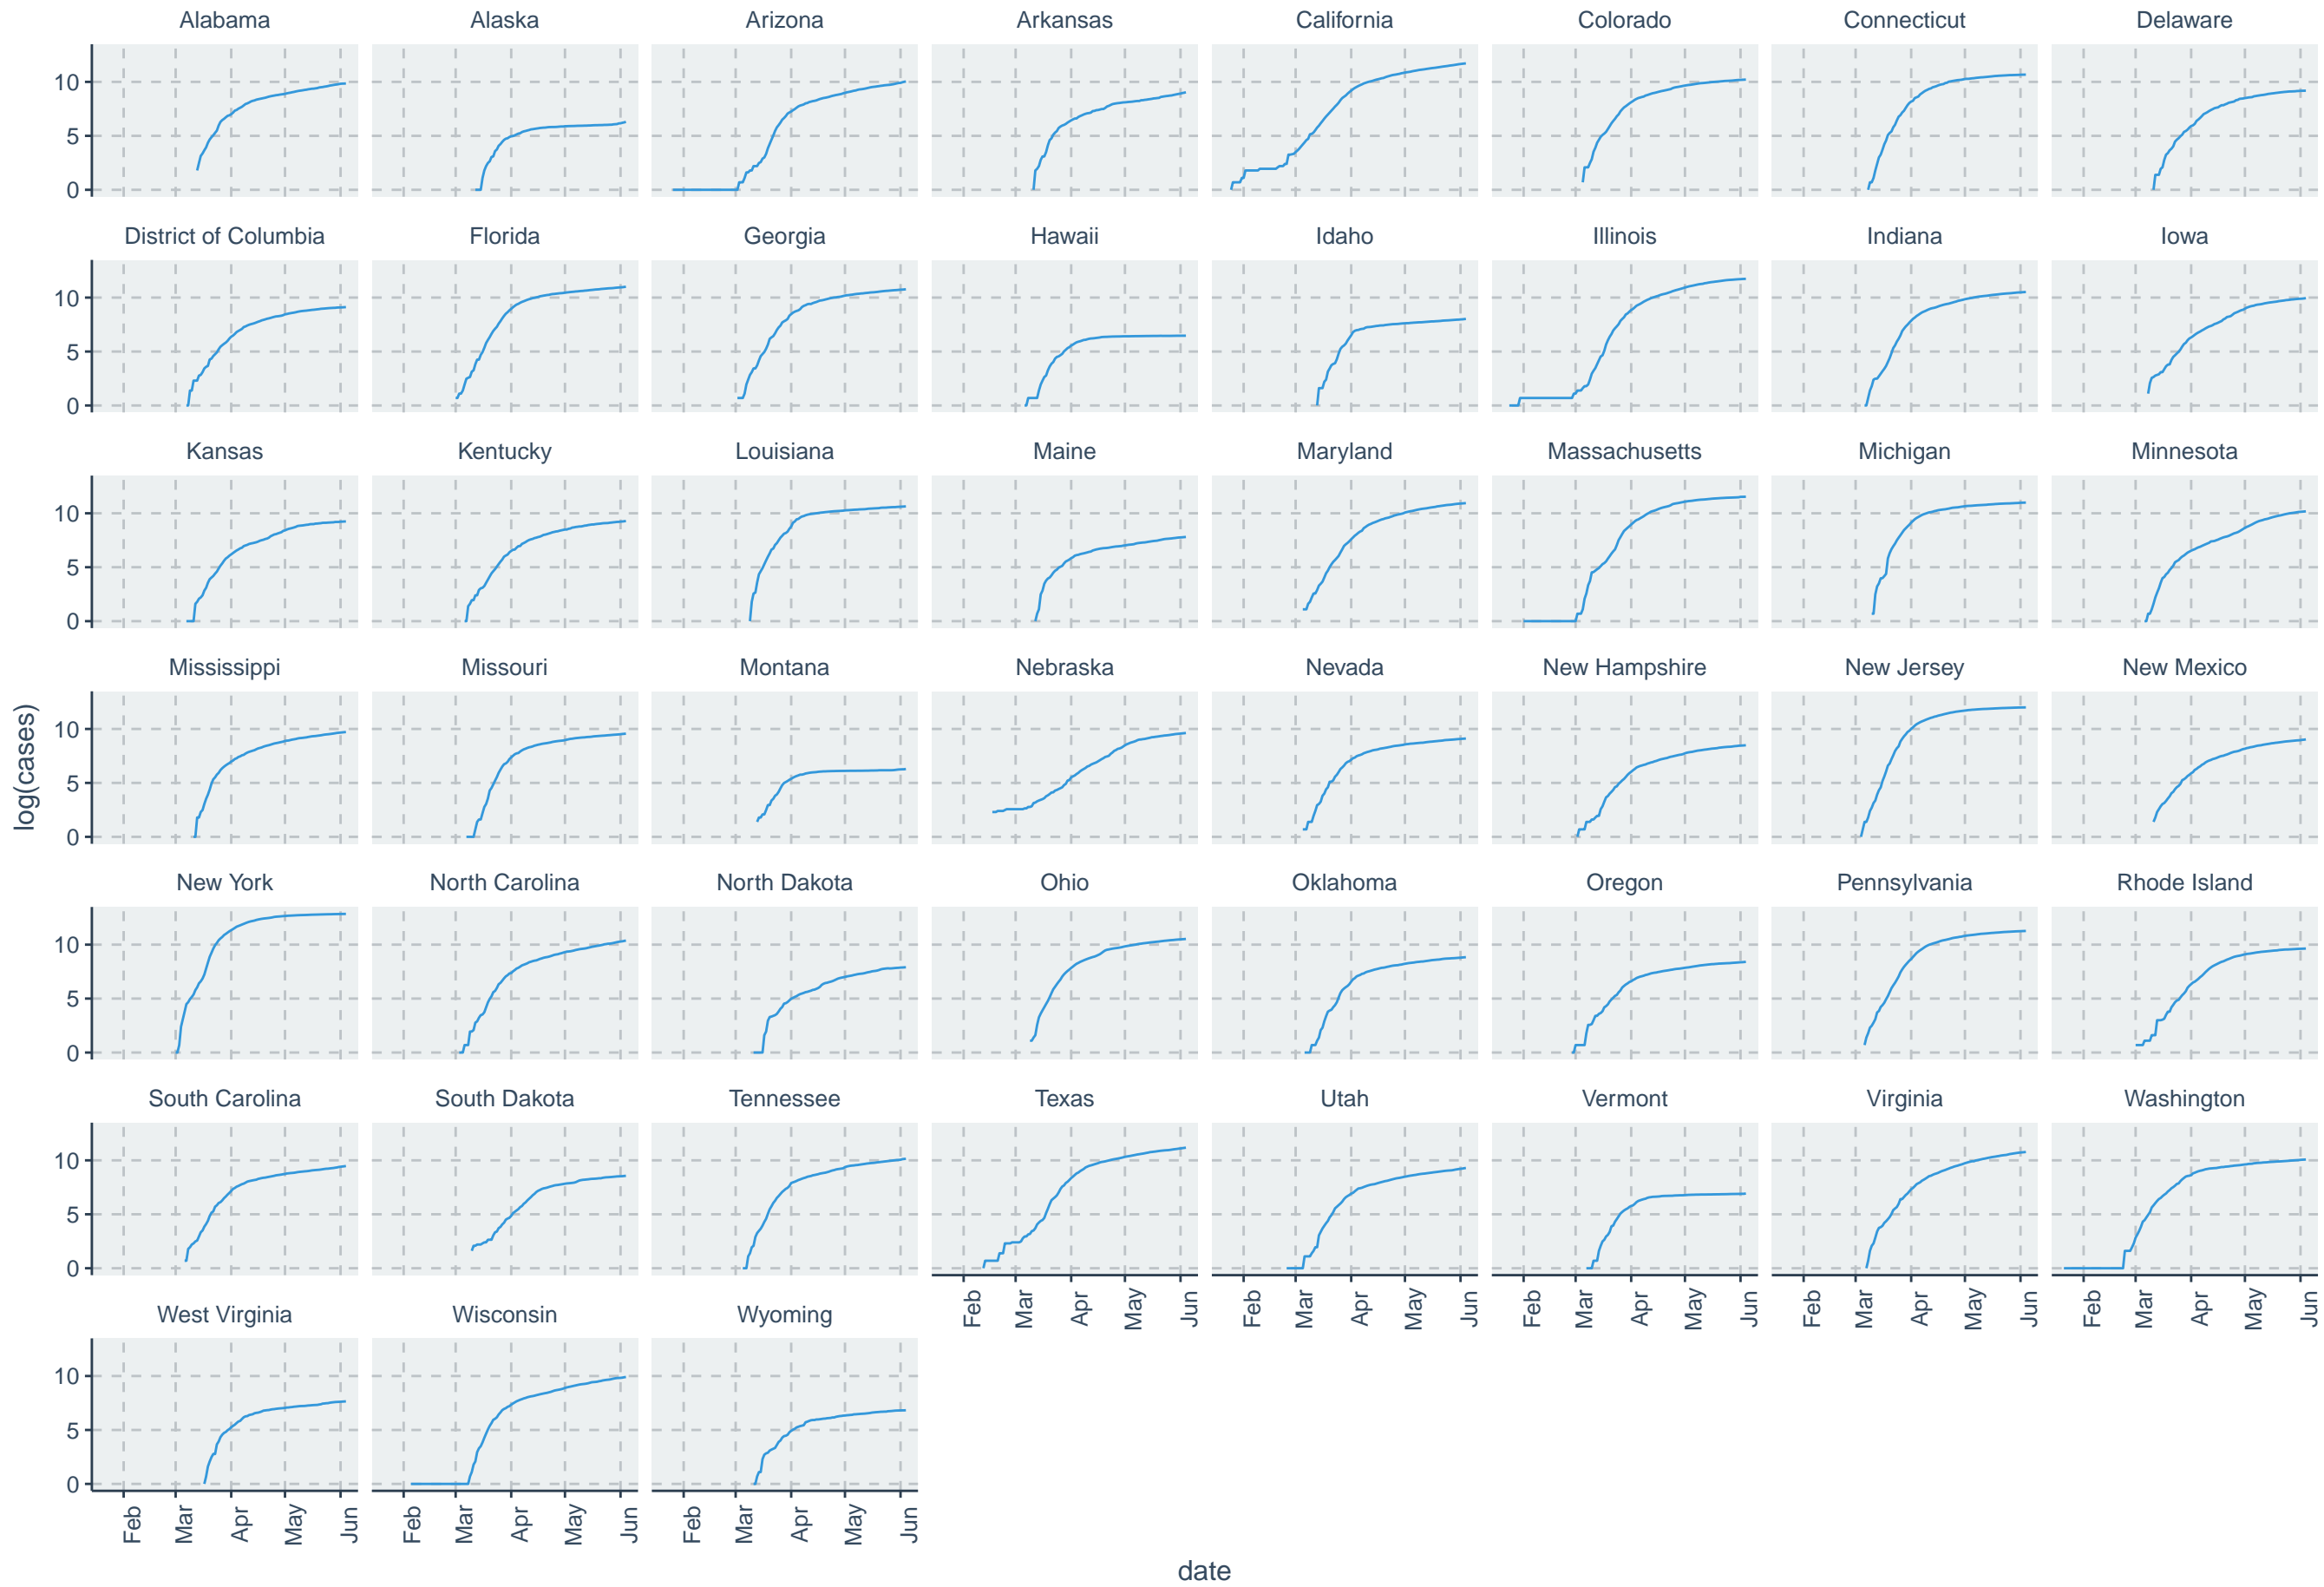 Alabama Alaska Arizona Arkansas California Colorado Connecticut Delaware
10
5
0
District of Columbia Florida Georgia Hawaii Idaho Illinois Indiana Iowa
10
5
0
Kansas Kentucky Louisiana Maine Maryland Massachusetts Michigan Minnesota
10
5
0
Mississippi Missouri Montana Nebraska Nevada New Hampshire New Jersey New Mexico
log(cases)
10
5
0
New York North Carolina North Dakota Ohio Oklahoma Oregon Pennsylvania Rhode Island
10
5
0
South Carolina South Dakota Tennessee Texas Utah Vermont Virginia Washington
10
5
0
Feb Mar Apr May Jun Feb Mar Apr May Jun Feb Mar Apr May Jun Feb Mar Apr May Jun Feb Mar Apr May Jun
West Virginia Wisconsin Wyoming
10
5
0
Feb Mar Apr May Jun Feb Mar Apr May Jun Feb Mar Apr May Jun
date